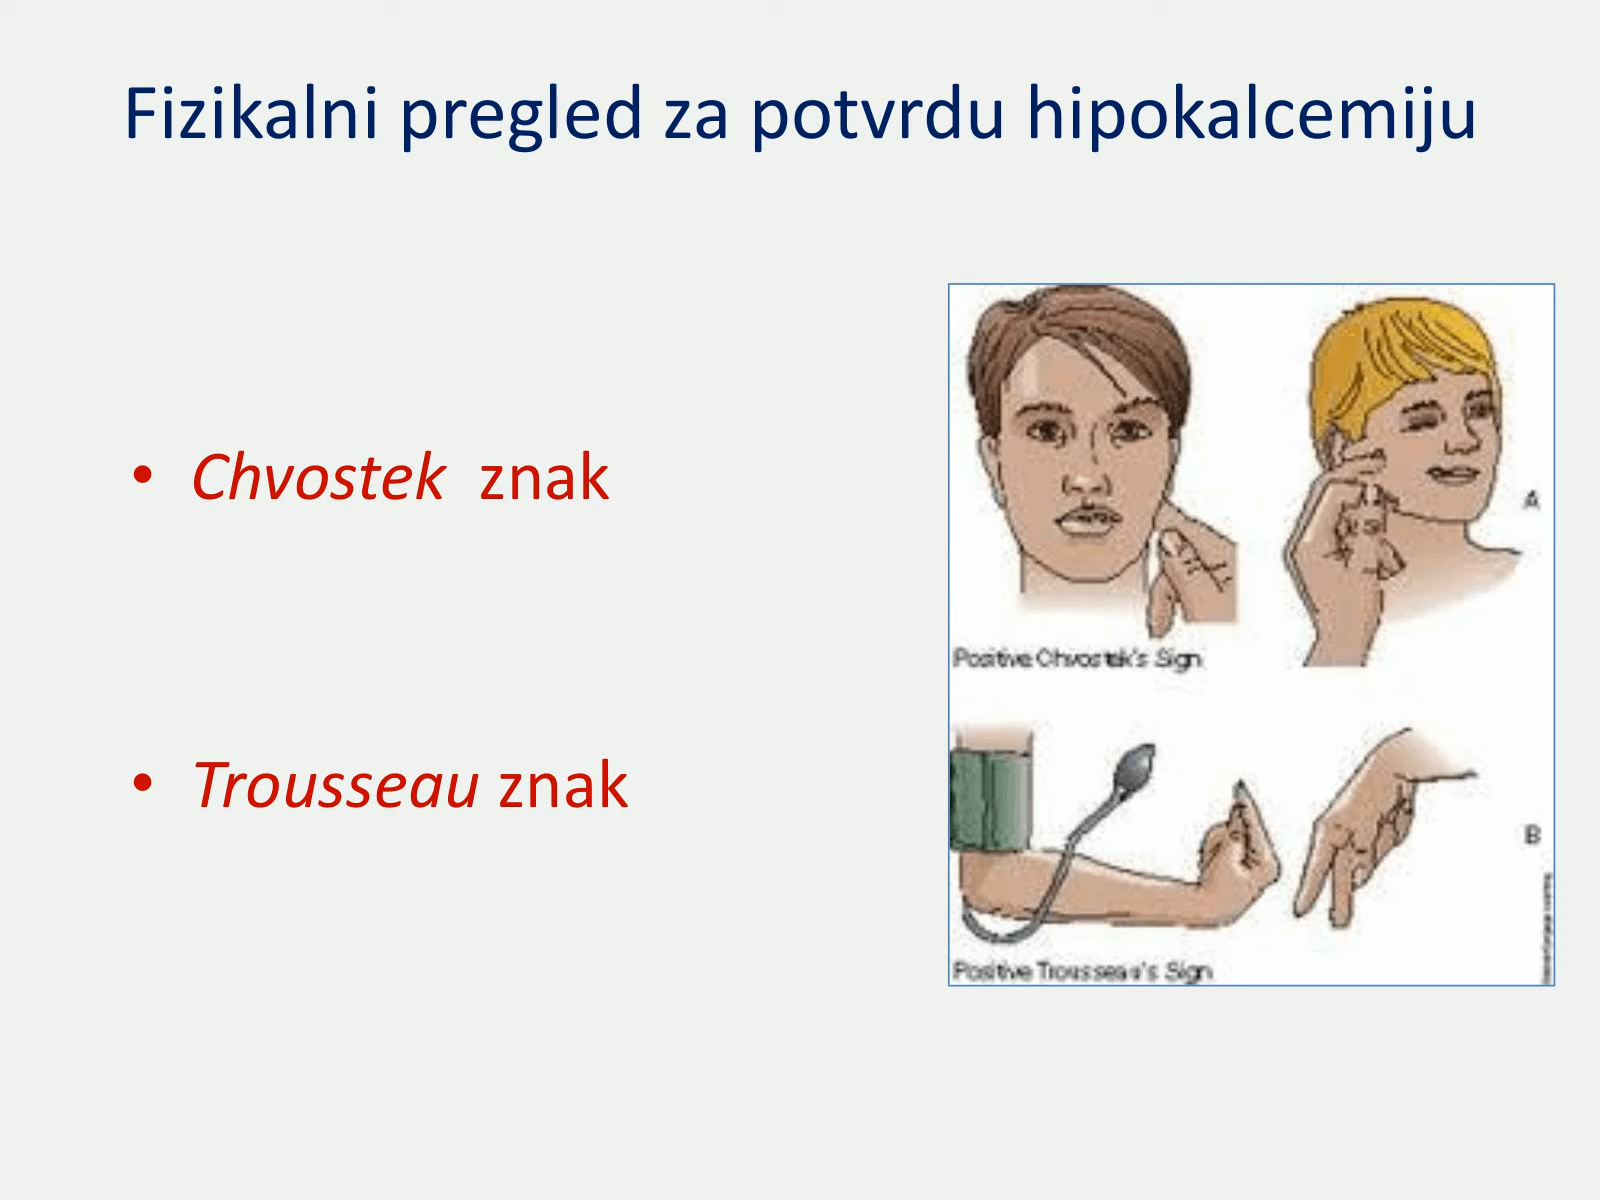 Fizikalni pregled za potvrdu hipokalcemiju
• Chvostek znak
• Trousseau znak
A
Positive Chvostek's Sign
B
Positive Trousseau's Sign